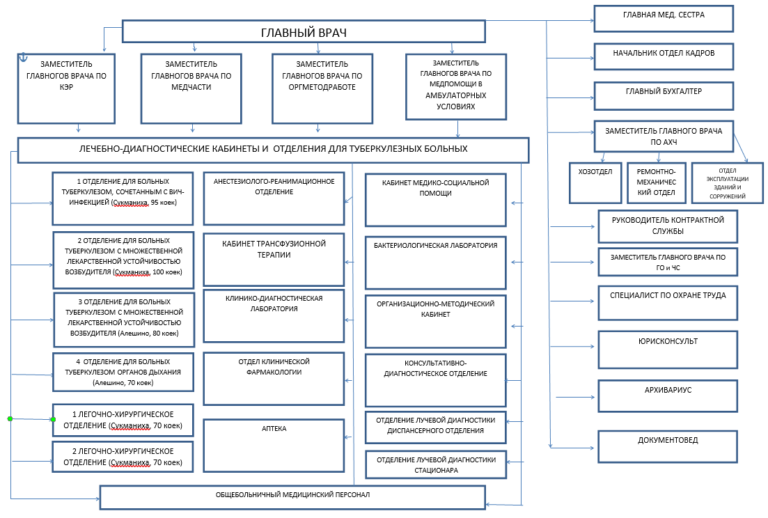 ГЛАВНЫЙ ВРАЧ
ЗАМЕСТИТЕЛЬ
ГЛАВНОГОВ ВРАЧА ПО
КЭР
ЗАМЕСТИТЕЛЬ
ГЛАВНОГОВ ВРАЧА ПО
МЕДЧАСТИ
ЗАМЕСТИТЕЛЬ
ГЛАВНОГОВ ВРАЧА ПО
ОРГМЕТОДРАБОТЕ
ЗАМЕСТИТЕЛЬ
ГЛАВНОГОВ ВРАЧА ПО
МЕДПОМОЩИ В
АМБУЛАТОРНЫХ
УСЛОВИЯХ
ЛЕЧЕБНО-ДИАГНОСТИЧЕСКИЕ КАБИНЕТЫ И ОТДЕЛЕНИЯ ДЛЯ ТУБЕРКУЛЕЗНЫХ БОЛЬНЫХ
1 ОТДЕЛЕНИЕ ДЛЯ БОЛЬНЫХ
ТУБЕРКУЛЕЗОМ, СОЧЕТАННЫМ С ВИЧ-
ИНФЕКЦИЕЙ (Сукманиха, 95 коек)
2 ОТДЕЛЕНИЕ ДЛЯ БОЛЬНЫХ
ТУБЕРКУЛЕЗОМ С МНОЖЕСТВЕННОЙ
ЛЕКАРСТВЕННОЙ УСТОЙЧИВОСТЬЮ
ВОЗБУДИТЕЛЯ (Сукманиха, 100 коек)
3 ОТДЕЛЕНИЕ ДЛЯ БОЛЬНЫХ
ТУБЕРКУЛЕЗОМ С МНОЖЕСТВЕННОЙ
ЛЕКАРСТВЕННОЙ УСТОЙЧИВОСТЬЮ
ВОЗБУДИТЕЛЯ (Алешино, 80 коек)
4 ОТДЕЛЕНИЕ ДЛЯ БОЛЬНЫХ
ТУБЕРКУЛЕЗОМ ОРГАНОВ ДЫХАНИЯ
(Алешино, 70 коек)
1 ЛЕГОЧНО-ХИРУРГИЧЕСКОЕ
ОТДЕЛЕНИЕ (Сукманиха, 70 коек)
2 ЛЕГОЧНО-ХИРУРГИЧЕСКОЕ
ОТДЕЛЕНИЕ (Сукманиха, 70 коек)
АНЕСТЕЗИОЛОГО-РЕАНИМАЦИОННОЕ
ОТДЕЛЕНИЕ
КАБИНЕТ ТРАНСФУЗИОННОЙ
ТЕРАПИИ
КЛИНИКО-ДИАГНОСТИЧЕСКАЯ
ЛАБОРАТОРИЯ
ОТДЕЛ КЛИНИЧЕСКОЙ
ФАРМАКОЛОГИИ
АПТЕКА
КАБИНЕТ МЕДИКО-СОЦИАЛЬНОЙ
ПОМОЩИ
БАКТЕРИОЛОГИЧЕСКАЯ ЛАБОРАТОРИЯ
ОРГАНИЗАЦИОННО-МЕТОДИЧЕСКИЙ
КАБИНЕТ
КОНСУЛЬТАТИВНО-
ДИАГНОСТИЧЕСКОЕ ОТДЕЛЕНИЕ
ОТДЕЛЕНИЕ ЛУЧЕВОЙ ДИАГНОСТИКИ
ДИСПАНСЕРНОГО ОТДЕЛЕНИЯ
ОТДЕЛЕНИЕ ЛУЧЕВОЙ ДИАГНОСТИКИ
СТАЦИОНАРА
ОБЩЕБОЛЬНИЧНЫЙ МЕДИЦИНСКИЙ ПЕРСОНАЛ
ГЛАВНАЯ МЕД. СЕСТРА
НАЧАЛЬНИК ОТДЕЛ КАДРОВ
ГЛАВНЫЙ БУХГАЛТЕР
ЗАМЕСТИТЕЛЬ ГЛАВНОГО ВРАЧА
ПО АХЧ
ХОЗОТДЕЛ
РЕМОНТНО-
МЕХАНИЧЕС
КИЙ ОТДЕЛ
ОТДЕЛ
ЭКСПЛУАТАЦИИ
ЗДАНИЙ И
СОРРУЖЕНИЙ
РУКОВОДИТЕЛЬ КОНТРАКТНОЙ
СЛУЖБЫ
ЗАМЕСТИТЕЛЬ ГЛАВНОГО ВРАЧА ПО
ГО и ЧС
СПЕЦИАЛИСТ ПО ОХРАНЕ ТРУДА
ЮРИСКОНСУЛЬТ
АРХИВАРИУС
ДОКУМЕНТОВЕД